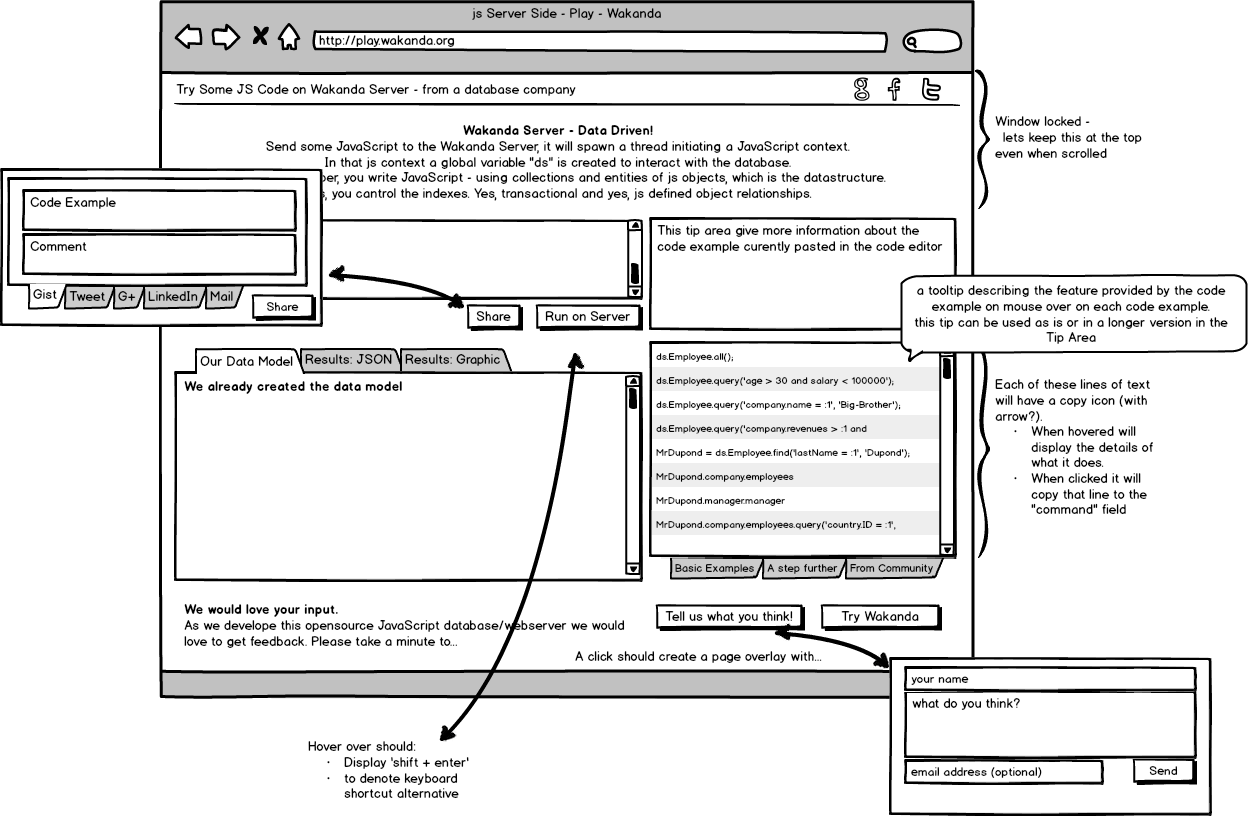 js Server Side - Play - Wakanda
http://play.wakanda.org
Try Some JS Code on Wakanda Server - from a database company
Window locked -
lets keep this at the top
even when scrolled
Wakanda Server - Data Driven!
Send some JavaScript to the Wakanda Server, it will spawn a thread initiating a JavaScript context.
In that js context a global variable "ds" is created to interact with the database.
you write JavaScript - using collections and entities of js objects, which is the datastructure.
you cantrol the indexes. Yes, transactional and yes, js defined object relationships.
Code Example
Comment
Gist
Tweet
G+
LinkedIn
Mail
Share
This tip area give more information about the
code example curently pasted in the code editor
Share
Run on Server
a tooltip describing the feature provided by the code
example on mouse over on each code example.
this tip can be used as is or in a longer version in the
Tip Area
Our Data Model
Results: JSON
Results: Graphic
We already created the data model
ds.Employee.all();
ds.Employee.query('age > 30 and salary < 100000');
ds.Employee.query('company.name = :1', 'Big-Brother');
ds.Employee.query('company.revenues > :1 and
MrDupond = ds.Employee.find('lastName = :1', 'Dupond');
MrDupond.company.employees
MrDupond.manager.manager
MrDupond.company.employees.query('country.ID = :1',
Basic Examples
A step further
From Community
Each of these lines of text
will have a copy icon (with
arrow?).
· When hovered will
display the details of
what it does.
· When clicked it will
copy that line to the
"command" field
We would love your input.
As we develope this opensource JavaScript database/webserver we would
love to get feedback. Please take a minute to...
Tell us what you think!
Try Wakanda
A click should create a page overlay with...
your name
what do you think?
email address (optional)
Send
Hover over should:
· Display 'shift + enter'
· to denote keyboard
shortcut alternative